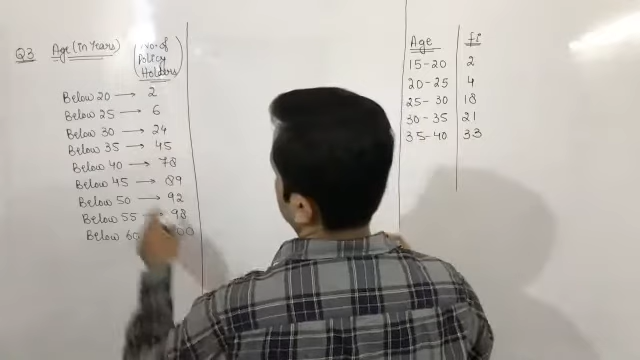 Q3 Age (in Years) (No. of Policy Holders)
Below 20 → 2
Below 25 → 6
Below 30 → 24
Below 35 → 45
Below 40 → 78
Below 45 → 89
Below 50 → 92
Below 55 → 98
Below
Age fi
15-20 2
20-25 4
25-30 18
30-35 21
35-40 33